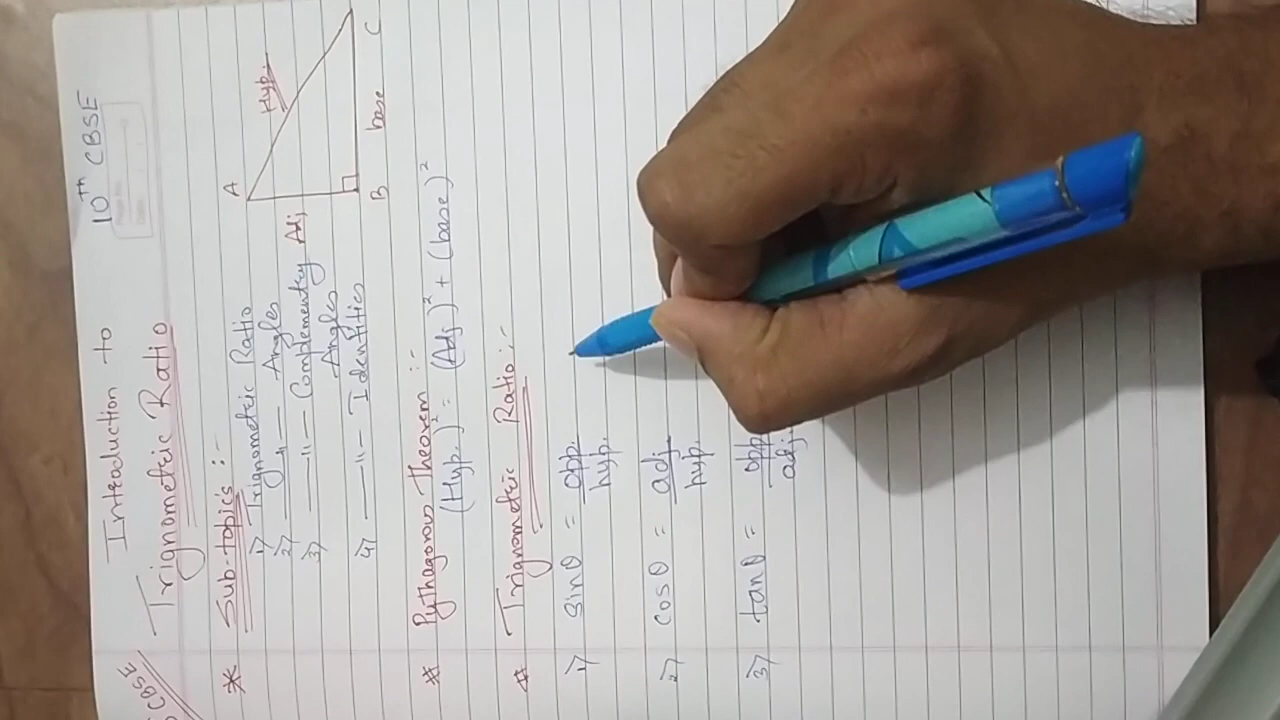 CBSE
Introduction to 10th CBSE
Trignometric Ratio
* Sub-topics :-
1) Trignometric Ratio
2) —— " —— Angles
3) —— " —— Complementry
Angles
4) —— " —— Identities
A
Hyp.
Adj
B base C
# Pythagorous Theorem :-
(Hyp.)² = (Adj)² + (base)²
# Trignometric Ratio :-
1) sinθ = opp.
hyp.
2) cosθ = adj
hyp.
3) tanθ = opp
adj.